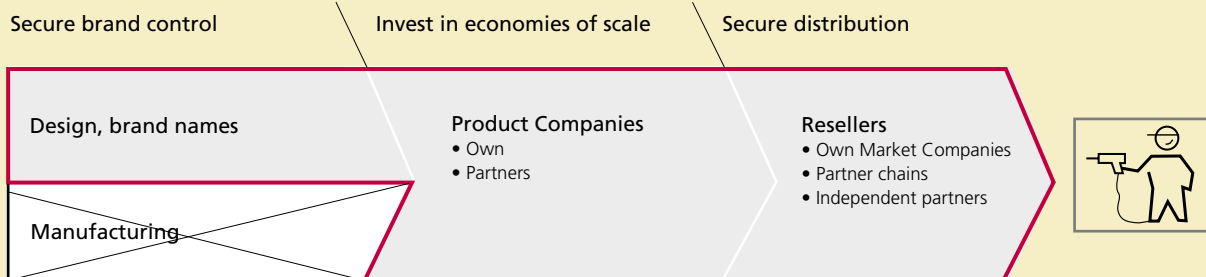 Secure brand control
Invest in economies of scale
Secure distribution
Design, brand names
Manufacturing
Product Companies
• Own
• Partners
Resellers
• Own Market Companies
• Partner chains
• Independent partners